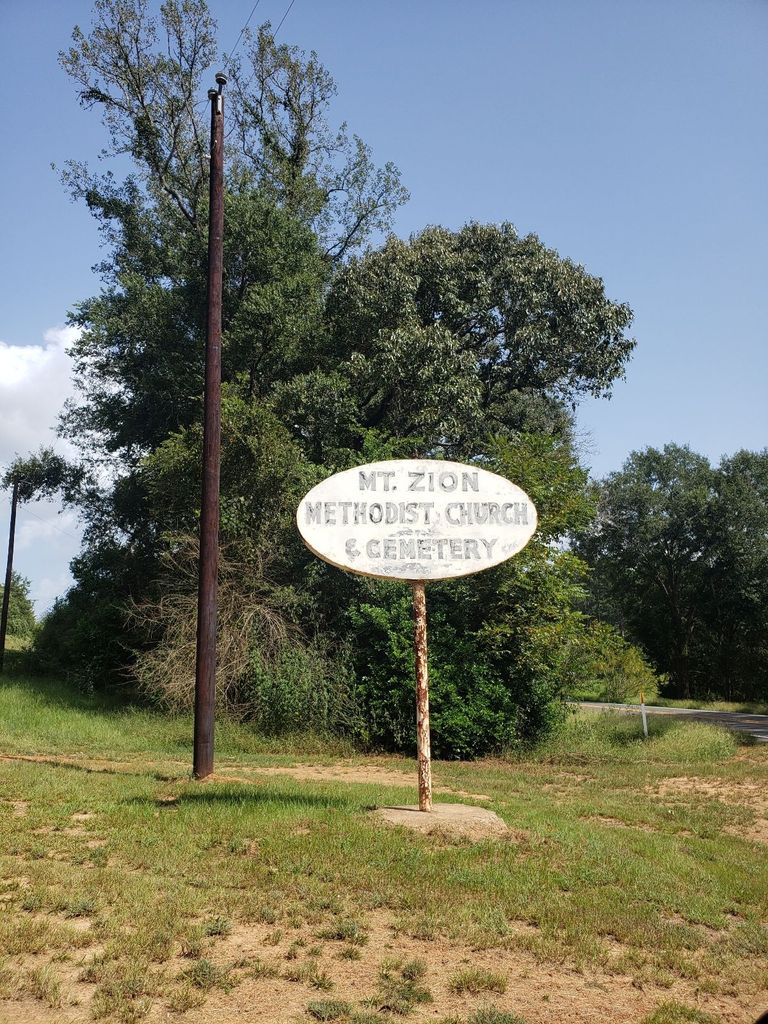 MT. ZION
METHODIST CHURCH
& CEMETERY